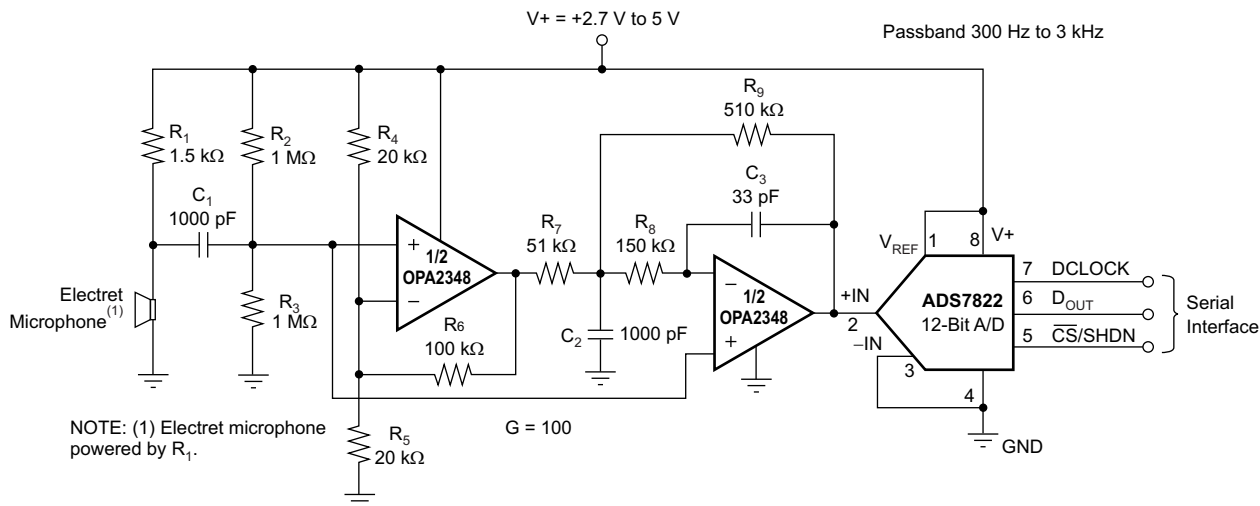 V+ = +2.7 V to 5 V
Passband 300 Hz to 3 kHz
R1
1.5 kΩ
R2
1 MΩ
R4
20 kΩ
R9
510 kΩ
C1
1000 pF
C3
33 pF
R7
51 kΩ
R8
150 kΩ
+
1/2
OPA2348
−
VREF
1
8
V+
7
DCLOCK
Electret
Microphone(1)
R3
1 MΩ
R6
100 kΩ
C2
1000 pF
−
1/2
OPA2348
+
+IN
2
−IN
3
ADS7822
12-Bit A/D
6
DOUT
5
C̅S̅/SHDN
Serial
Interface
4
GND
NOTE: (1) Electret microphone
powered by R1.
R5
20 kΩ
G = 100